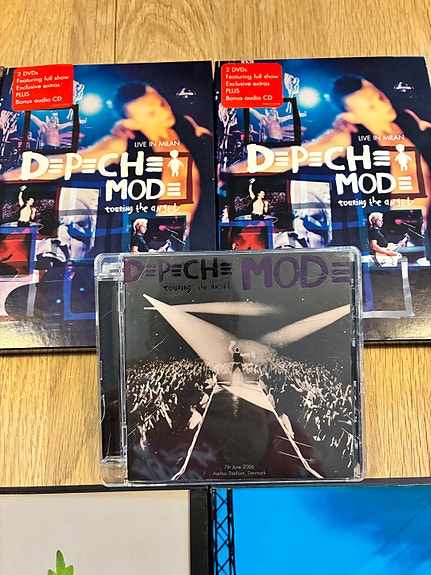 2 DVDs
Featuring full show
Exclusive extras
PLUS
Bonus audio CD
LIVE IN MILAN
DEPECHE
MODE
touring the angel
2 DVDs
Featuring full show
Exclusive extras
PLUS
Bonus audio CD
LIVE IN MILAN
DEPECHE
MODE
touring the angel
DEPECHE MODE
touring the angel
7th June 2006
Aarhus Stadium, Denmark